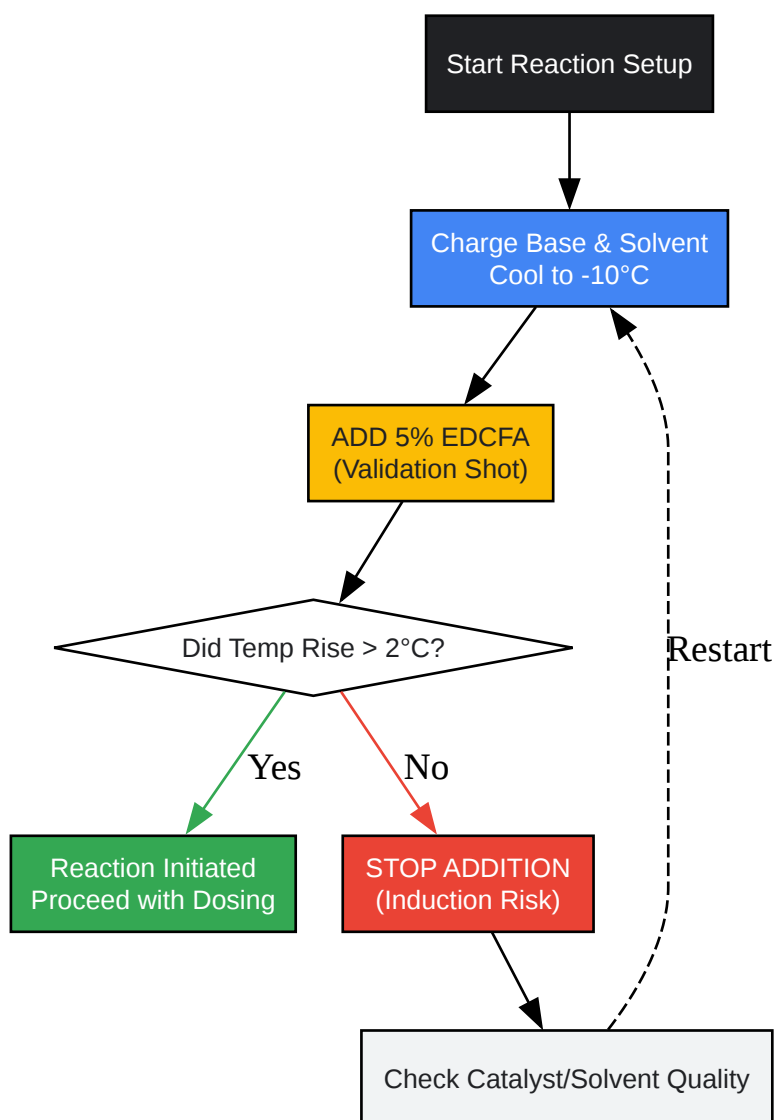 Start Reaction Setup
Charge Base & Solvent
Cool to -10°C
ADD 5% EDCFA
(Validation Shot)
Did Temp Rise > 2°C?
Restart
Yes
No
Reaction Initiated
Proceed with Dosing
STOP ADDITION
(Induction Risk)
Check Catalyst/Solvent Quality